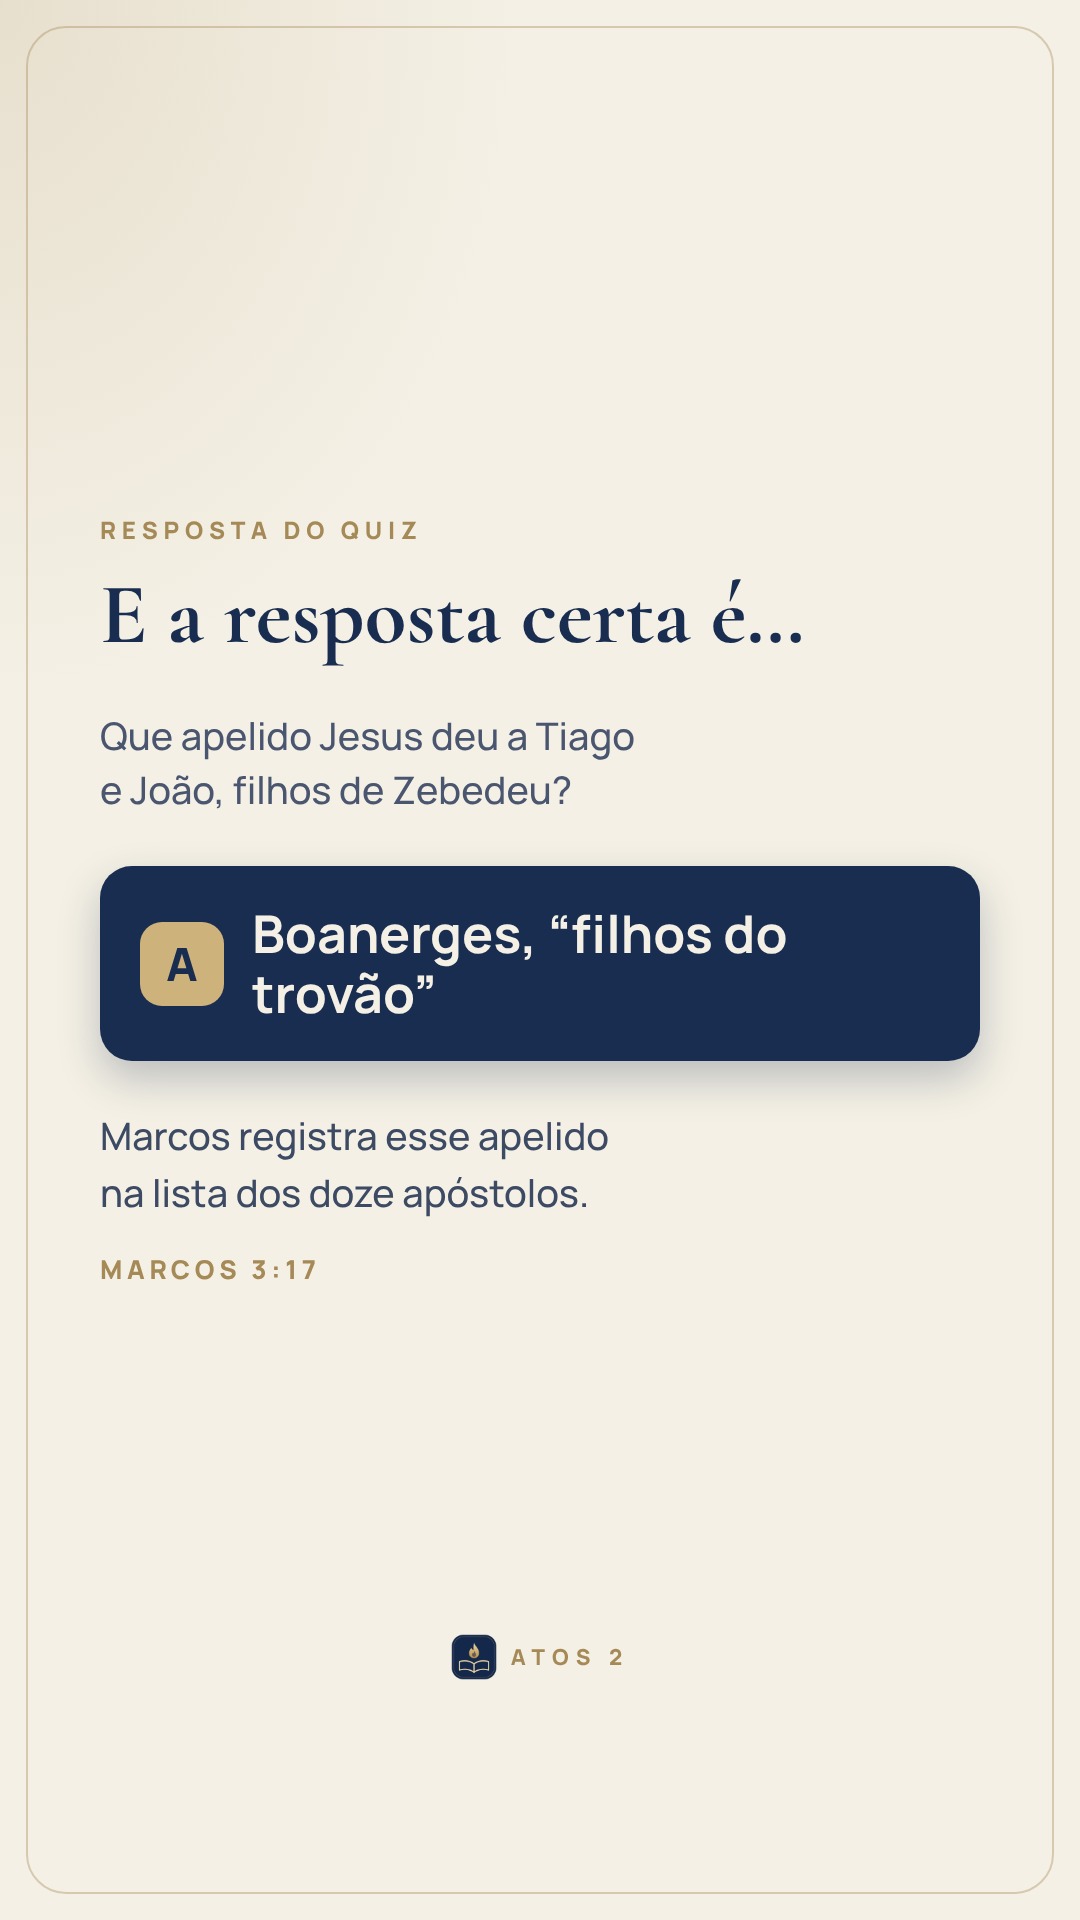 RESPOSTA DO QUIZ
E a resposta certa é...
Que apelido Jesus deu a Tiago
e João, filhos de Zebedeu?
A
Boanerges, “filhos do
trovão”
Marcos registra esse apelido
na lista dos doze apóstolos.
MARCOS 3:17
ATOS 2